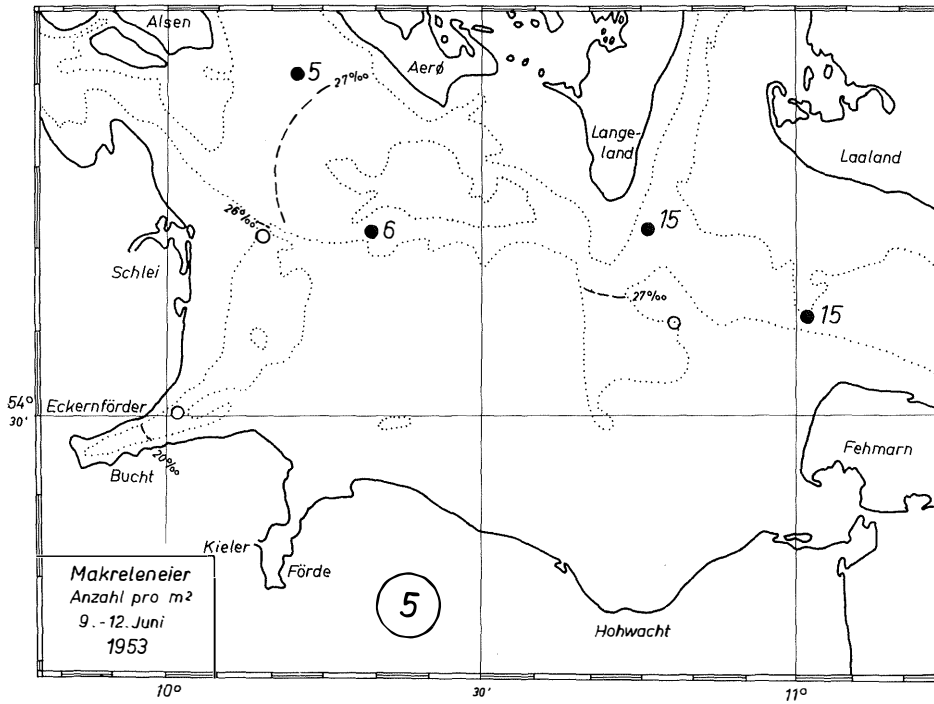 Alsen
5
27‰
Aerø
Lange-
land
Laaland
26‰
6
15
Schlei
27‰
15
54°
30'
Eckernförder
20‰
Bucht
Fehmarn
Kieler
Förde
Makreleneier
Anzahl pro m²
9.-12. Juni
1953
5
Hohwacht
10°
30'
11°